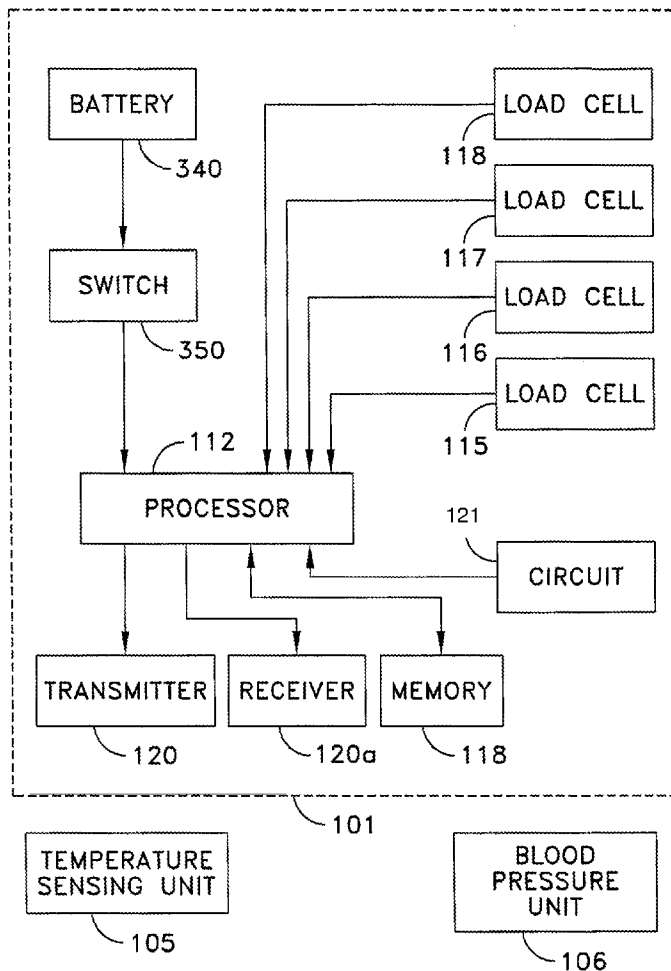 BATTERY
340
LOAD CELL
118
LOAD CELL
117
SWITCH
350
LOAD CELL
116
LOAD CELL
115
112
PROCESSOR
121
CIRCUIT
TRANSMITTER
120
RECEIVER
120a
MEMORY
118
101
TEMPERATURE
SENSING UNIT
105
BLOOD
PRESSURE
UNIT
106